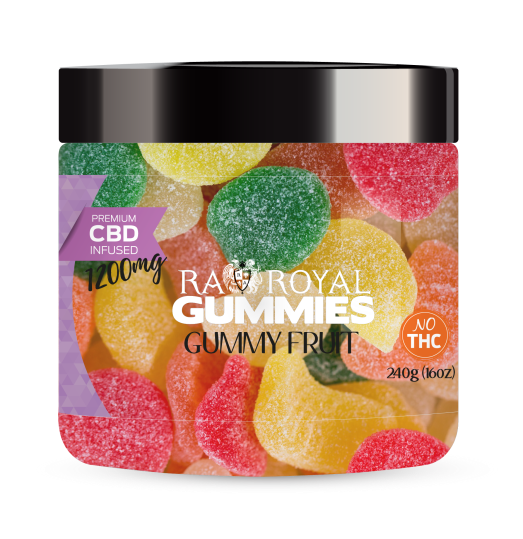 PREMIUM
CBD
INFUSED
1200mg
RA ROYAL
GUMMIES
GUMMY FRUIT
NO
THC
240g (16oz)